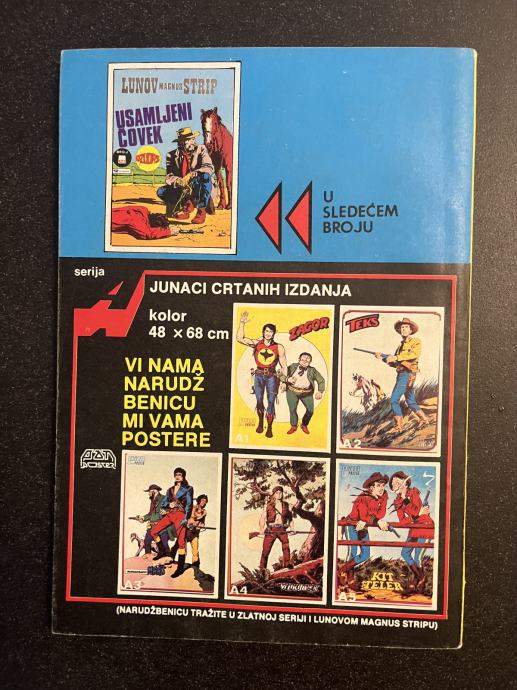 LUNOV MAGNUS STRIP
USAMLJENI
ČOVEK
U
SLEDEĆEM
BROJU
serija
A
JUNACI CRTANIH IZDANJA
kolor
48 × 68 cm
VI NAMA
NARUDŽ
BENICU
MI VAMA
POSTERE
ZAGOR
A1
TEKS
A2
A3
A4
KIT
TELER
A5
(NARUDŽBENICU TRAŽITE U ZLATNOJ SERIJI I LUNOVOM MAGNUS STRIPU)